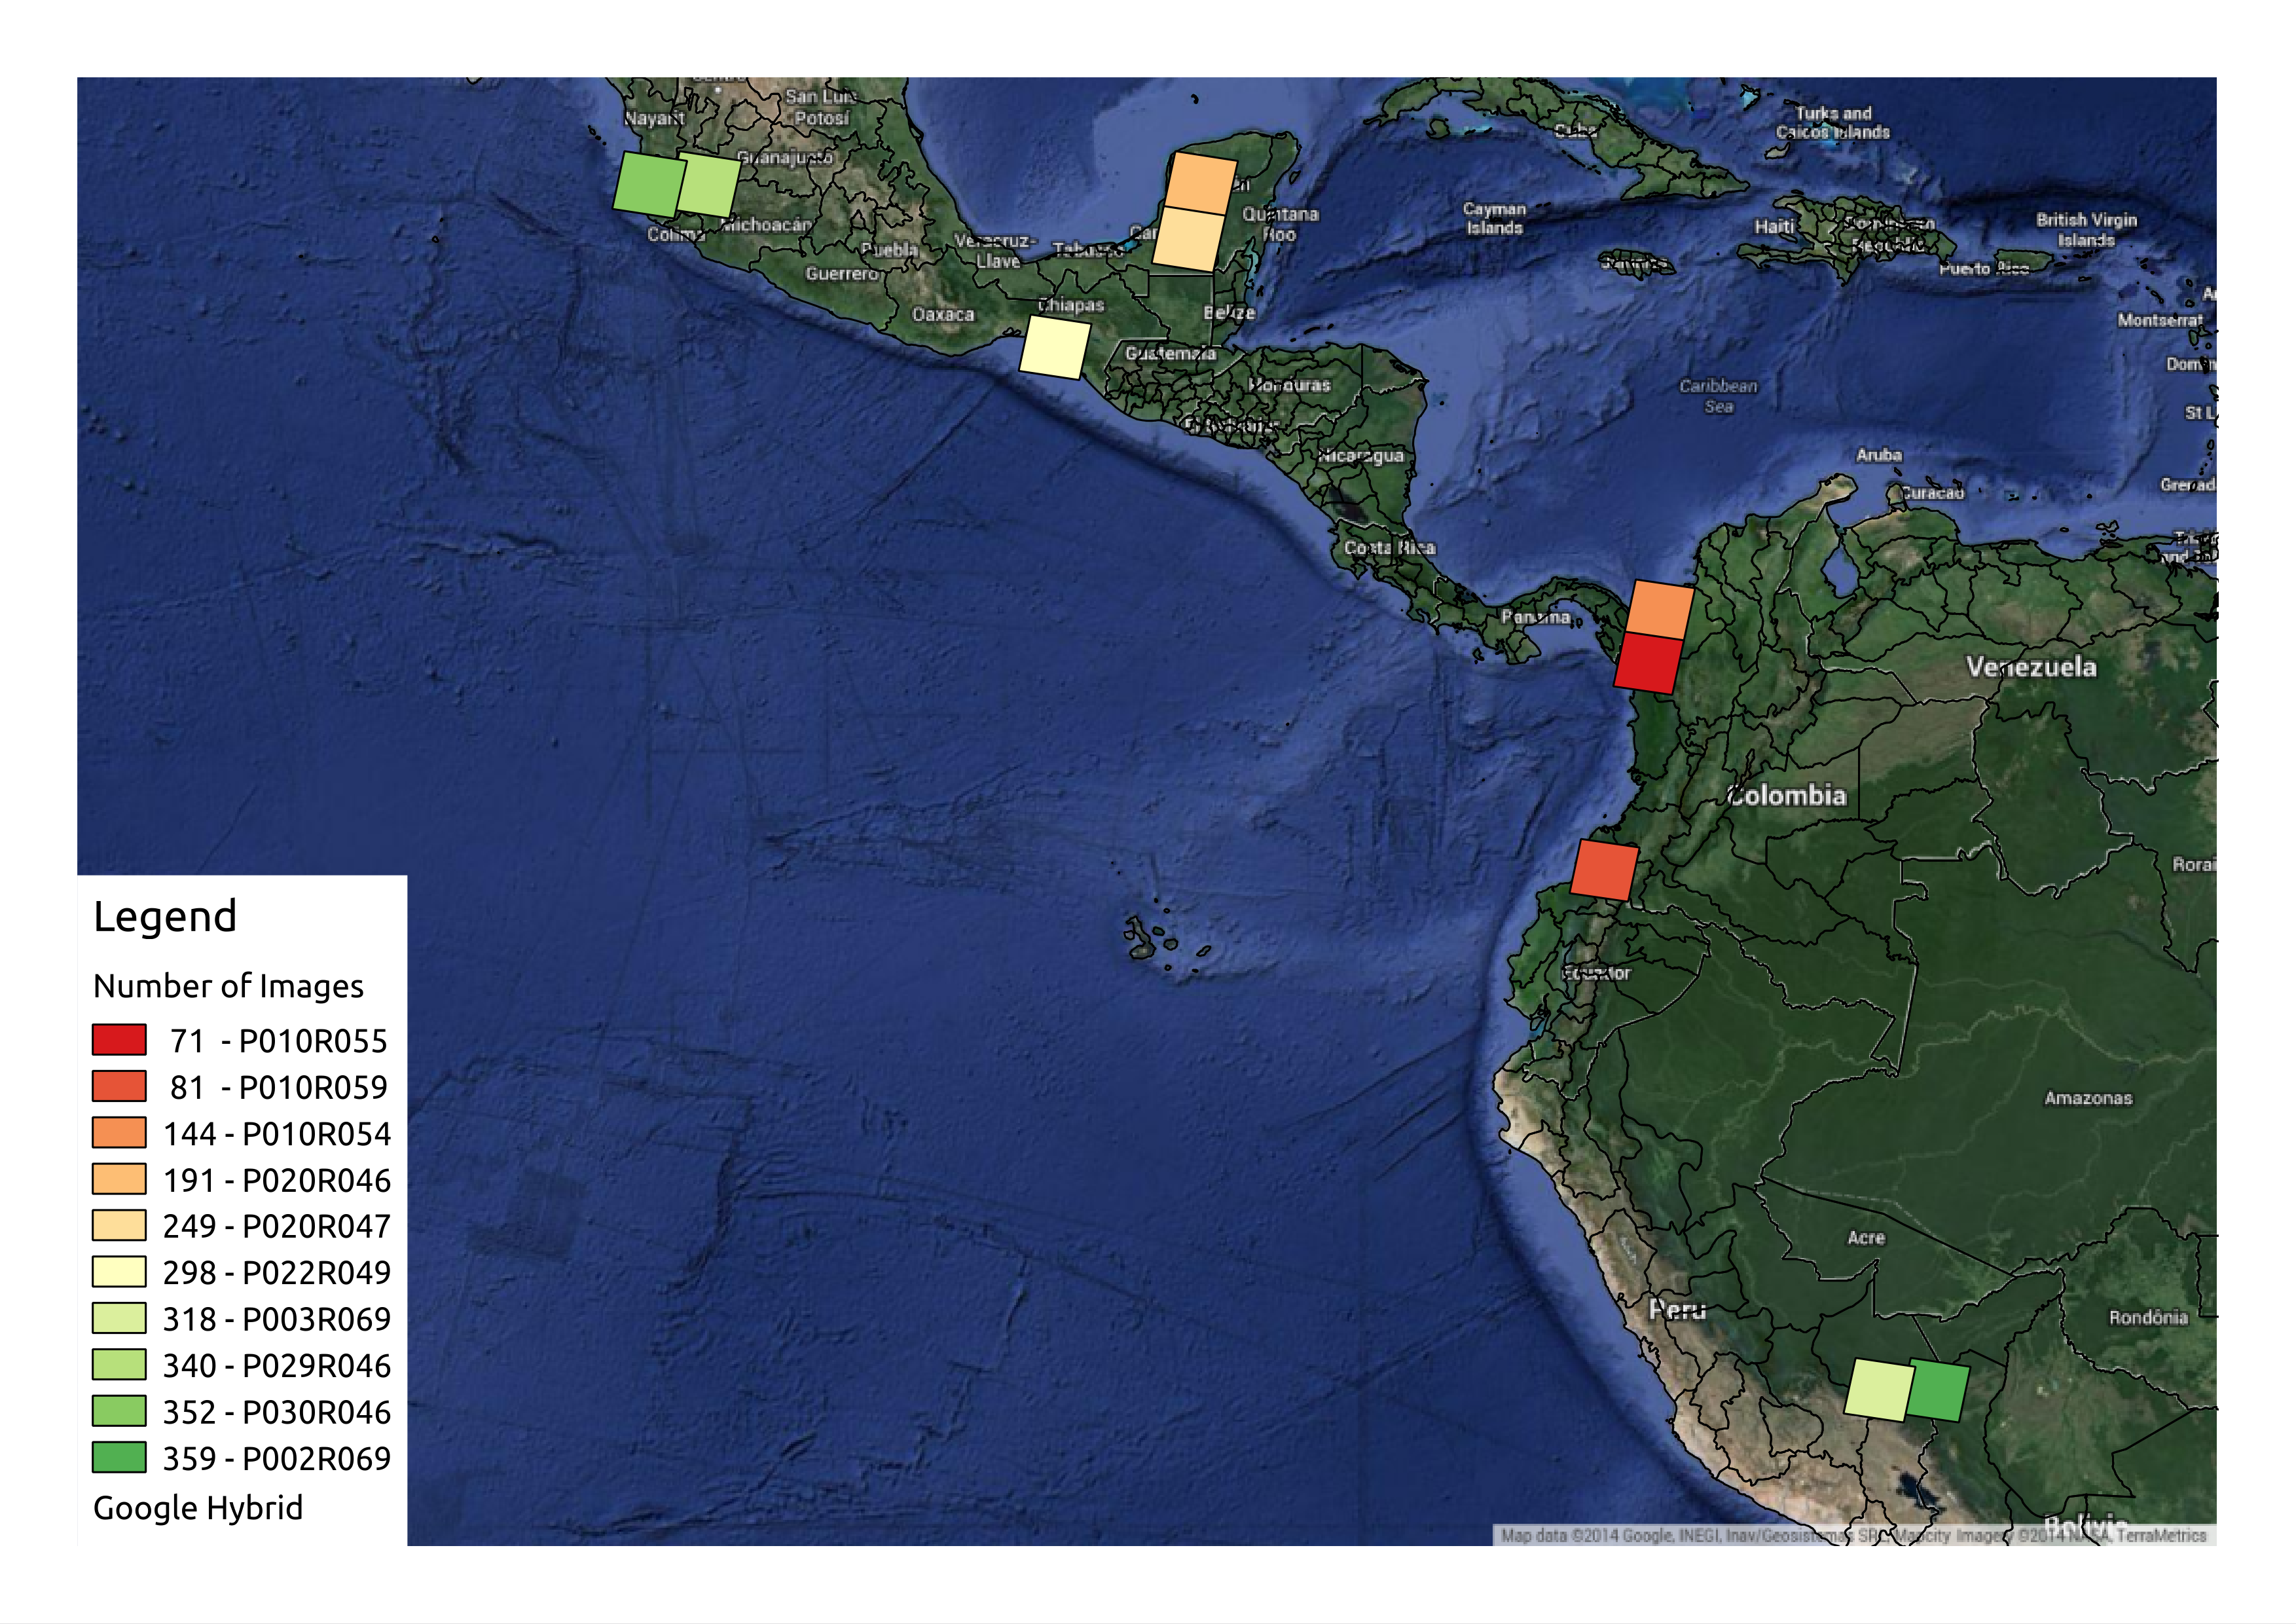 Nayarit
San Luis
Potosí
Guanajuato
Michoacán
Colima
Puebla
Guerrero
Oaxaca
Veracruz-
Llave
Tabasco
Chiapas
Quintana
Roo
Belize
Guatemala
Honduras
Nicaragua
Costa Rica
Panama
Cuba
Turks and
Caicos Islands
Cayman
Islands
Jamaica
Haiti
Dominican
Republic
Puerto Rico
British Virgin
Islands
Montserrat
Domin
St L
Grenad
Caribbean
Sea
Aruba
Curacao
Venezuela
Colombia
Rorai
Ecuador
Amazonas
Acre
Peru
Rondônia
Bolivia
Legend
Number of Images
71 - P010R055
81 - P010R059
144 - P010R054
191 - P020R046
249 - P020R047
298 - P022R049
318 - P003R069
340 - P029R046
352 - P030R046
359 - P002R069
Google Hybrid
Map data ©2014 Google, INEGI, Inav/Geosistemas SRL, Mapcity Imagery ©2014 NASA, TerraMetrics